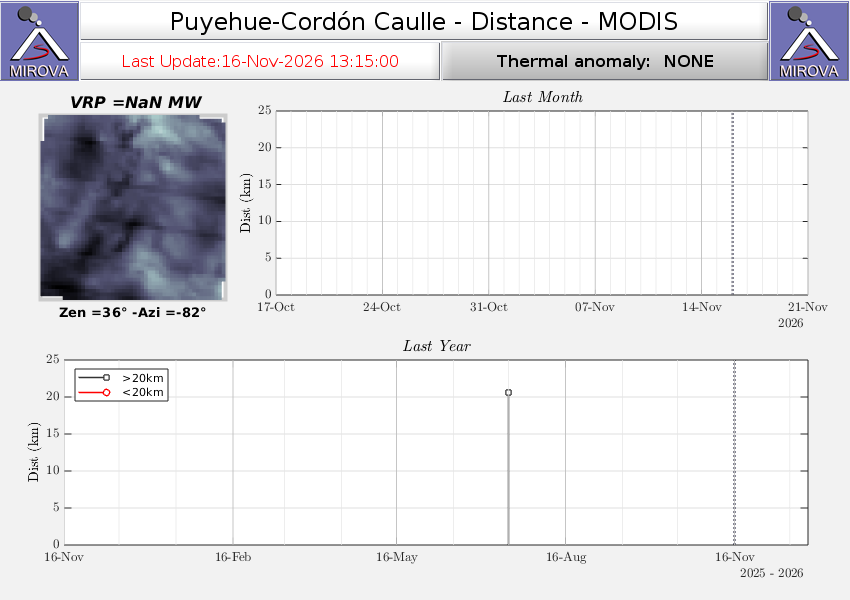 Puyehue-Cordón Caulle - Distance - MODIS
MIROVA
Last Update:16-Nov-2026 13:15:00
Thermal anomaly: NONE
MIROVA
VRP =NaN MW
Zen =36° -Azi =-82°
Last Month
Dist (km)
25
20
15
10
5
0
17-Oct
24-Oct
31-Oct
07-Nov
14-Nov
21-Nov
2026
Last Year
Dist (km)
25
20
15
10
5
0
>20km
<20km
16-Nov
16-Feb
16-May
16-Aug
16-Nov
2025 - 2026